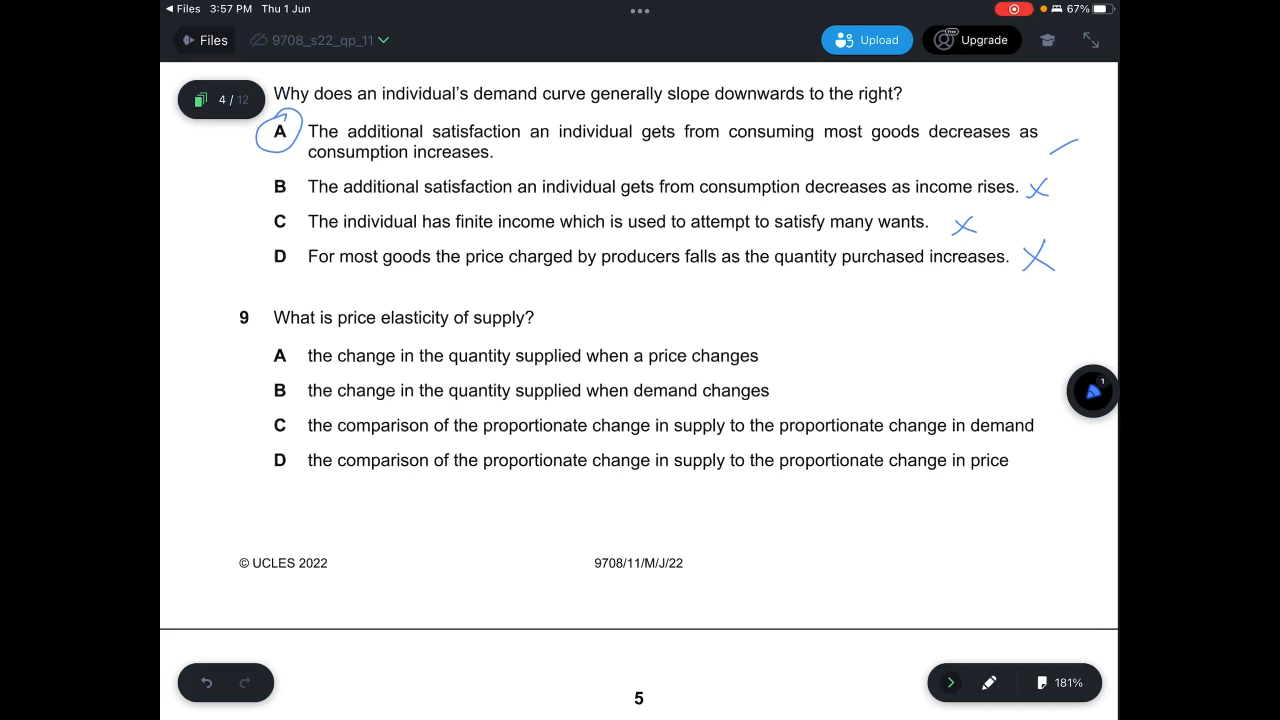 Files 3:57 PM Thu 1 Jun 67%
Files 9708_s22_qp_11 Upload Free Upgrade
4 / 12
Why does an individual's demand curve generally slope downwards to the right?
A The additional satisfaction an individual gets from consuming most goods decreases as
consumption increases.
B The additional satisfaction an individual gets from consumption decreases as income rises.
C The individual has finite income which is used to attempt to satisfy many wants.
D For most goods the price charged by producers falls as the quantity purchased increases.
9 What is price elasticity of supply?
A the change in the quantity supplied when a price changes
B the change in the quantity supplied when demand changes
1
C the comparison of the proportionate change in supply to the proportionate change in demand
D the comparison of the proportionate change in supply to the proportionate change in price
© UCLES 2022 9708/11/M/J/22
181%
5